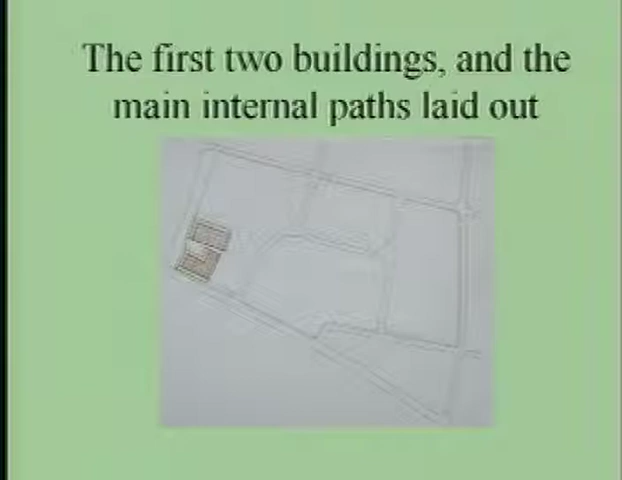 The first two buildings, and the
main internal paths laid out